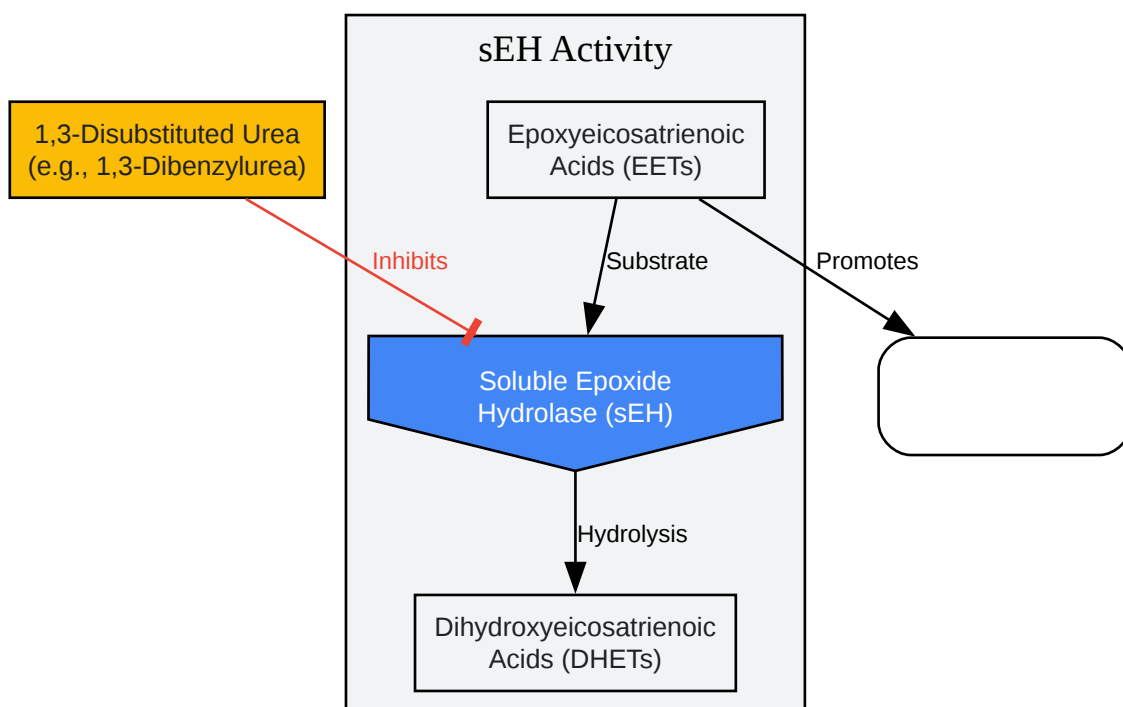 sEH Activity
1,3-Disubstituted Urea
(e.g., 1,3-Dibenzylurea)
Epoxyeicosatrienoic
Acids (EETs)
Inhibits
Substrate
Promotes
Soluble Epoxide
Hydrolase (sEH)
Hydrolysis
Dihydroxyeicosatrienoic
Acids (DHETs)